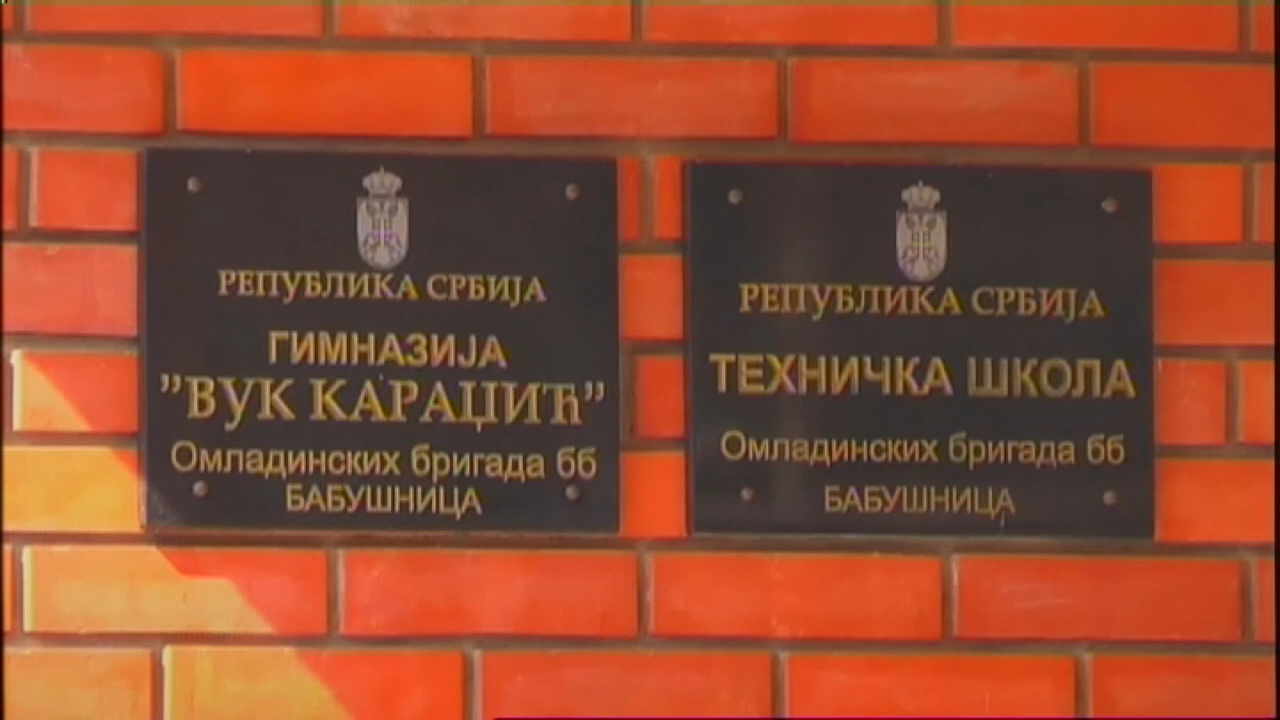 РЕПУБЛИКА СРБИЈА
ГИМНАЗИЈА
”ВУК КАРАЏИЋ”
Омладинских бригада бб
БАБУШНИЦА
РЕПУБЛИКА СРБИЈА
ТЕХНИЧКА ШКОЛА
Омладинских бригада бб
БАБУШНИЦА